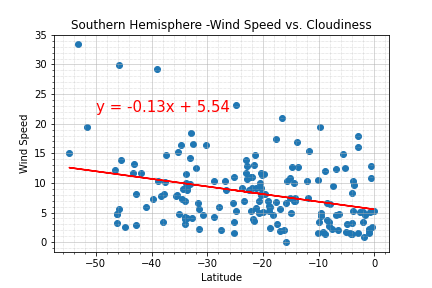 Southern Hemisphere -Wind Speed vs. Cloudiness
35
30
25
20
15
10
5
0
Wind Speed
y = -0.13x + 5.54
−50 −40 −30 −20 −10 0
Latitude